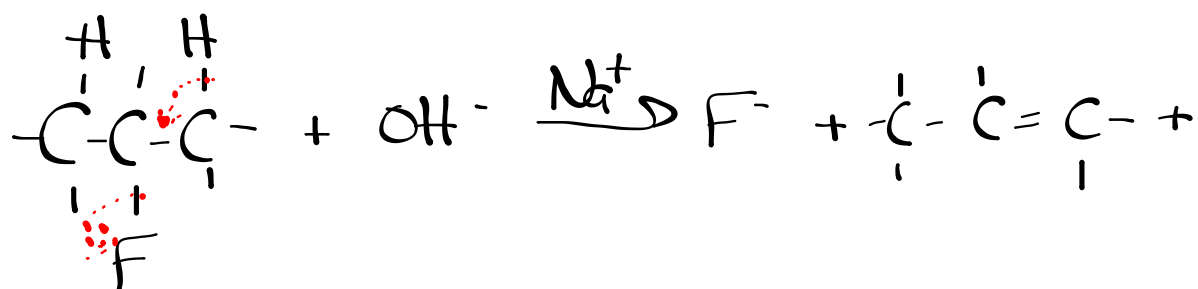 H H
-C-C-C- + OH⁻ Na⁺→ F⁻ + -C-C=C- +
F